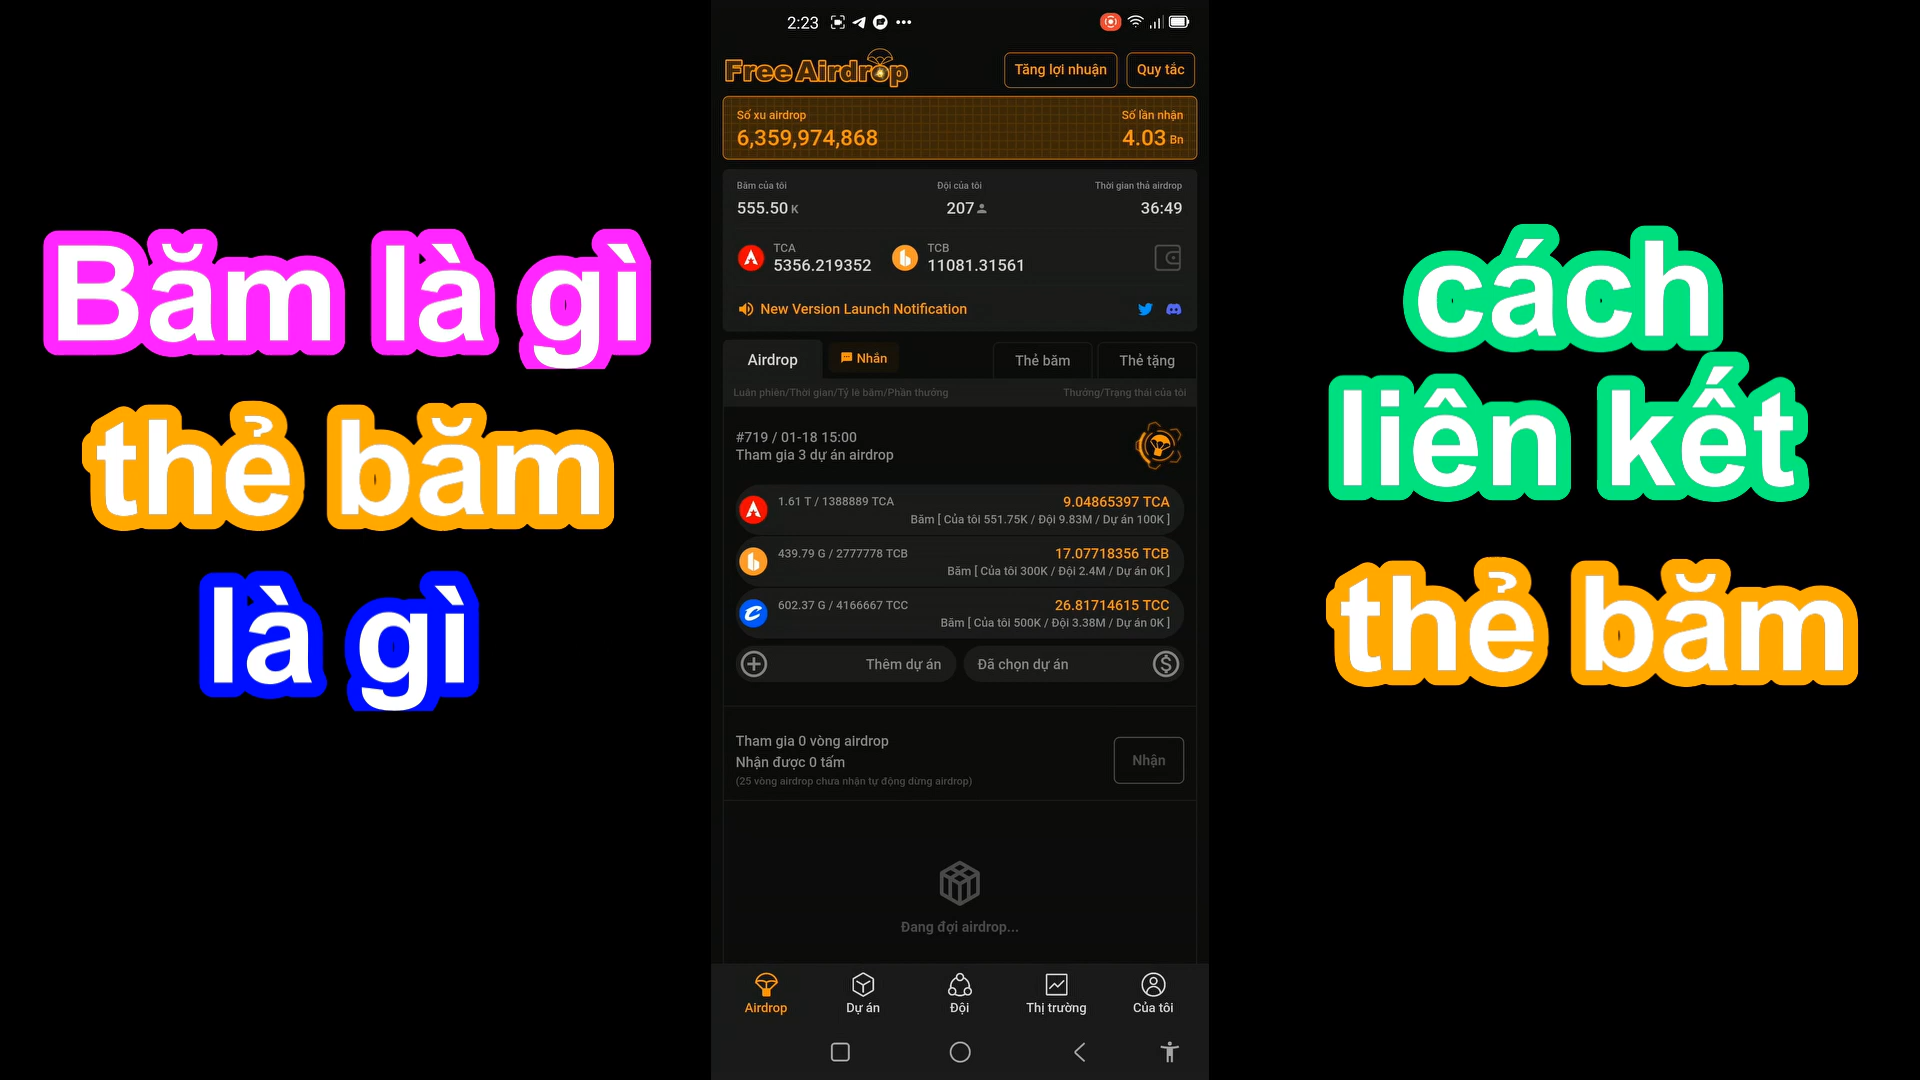 Băm là gì
thẻ băm
là gì
2:23
Free Airdrop
Tăng lợi nhuận
Quy tắc
Số xu airdrop
Số lần nhận
6,359,974,868
4.03 Bn
Băm của tôi
Đội của tôi
Thời gian thả airdrop
555.50 K
207
36:49
TCA
5356.219352
TCB
11081.31561
New Version Launch Notification
Airdrop
Nhắn
Thẻ băm
Thẻ tặng
Luân phiên/Thời gian/Tỷ lê băm/Phần thưởng
Thưởng/Trạng thái của tôi
#719 / 01-18 15:00
Tham gia 3 dự án airdrop
1.61 T / 1388889 TCA
9.04865397 TCA
Băm [ Của tôi 551.75K / Đội 9.83M / Dự án 100K ]
439.79 G / 2777778 TCB
17.07718356 TCB
Băm [ Của tôi 300K / Đội 2.4M / Dự án 0K ]
602.37 G / 4166667 TCC
26.81714615 TCC
Băm [ Của tôi 500K / Đội 3.38M / Dự án 0K ]
Thêm dự án
Đã chọn dự án
Tham gia 0 vòng airdrop
Nhận được 0 tấm
(25 vòng airdrop chưa nhận tự động dừng airdrop)
Nhận
Đang đợi airdrop...
Airdrop
Dự án
Đội
Thị trường
Của tôi
cách
liên kết
thẻ băm